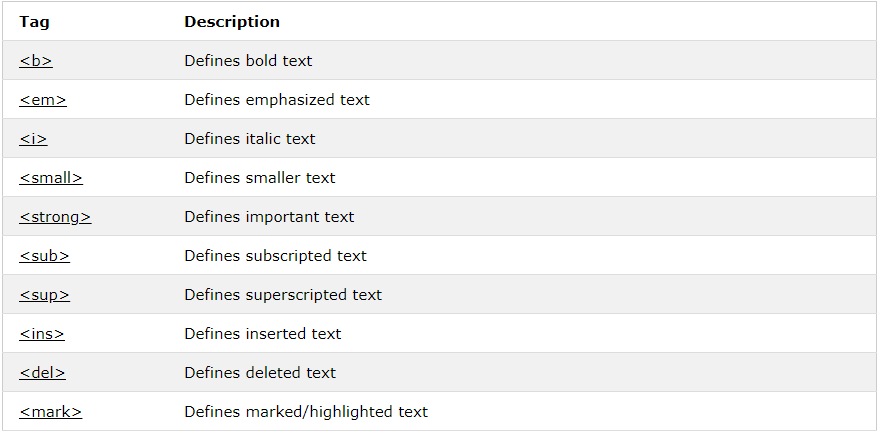 Tag Description
<b> Defines bold text
<em> Defines emphasized text
<i> Defines italic text
<small> Defines smaller text
<strong> Defines important text
<sub> Defines subscripted text
<sup> Defines superscripted text
<ins> Defines inserted text
<del> Defines deleted text
<mark> Defines marked/highlighted text